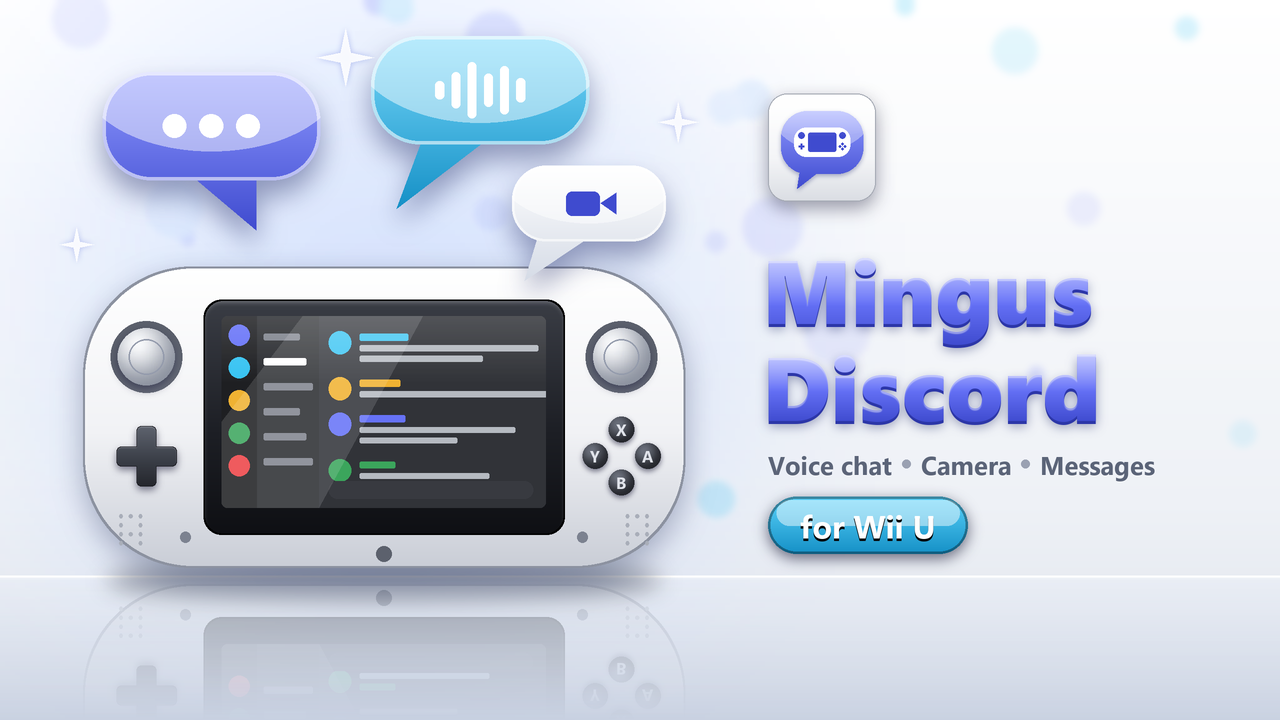 Mingus
Discord
Voice chat • Camera • Messages
for Wii U
X
Y A
B